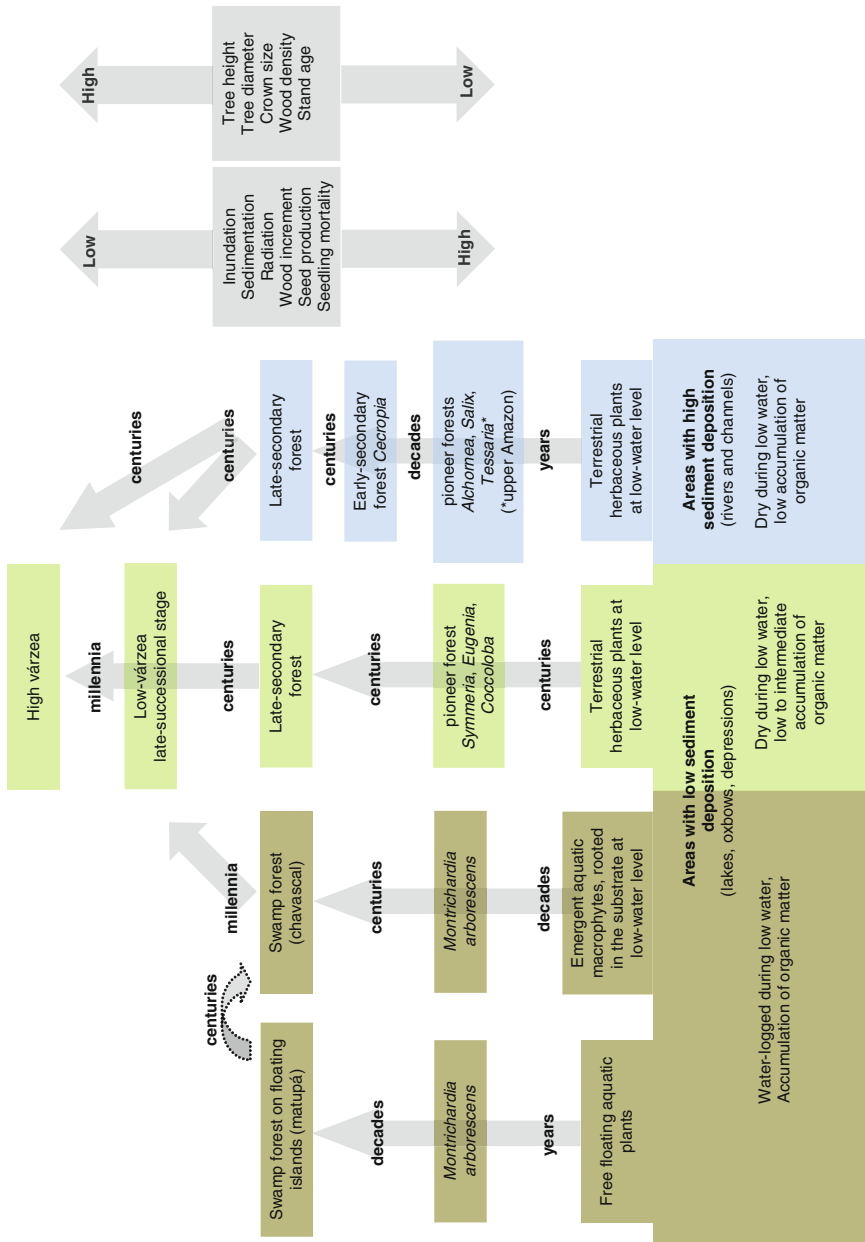 High várzea
millennia
Low-várzea
late-successional stage
millennia
centuries
centuries
centuries
centuries
Swamp forest on floating
islands (matupá)
Swamp forest
(chavascal)
Late-secondary
forest
Late-secondary
forest
centuries
Early-secondary
forest Cecropia
decades
centuries
centuries
decades
Montrichardia
arborescens
Montrichardia
arborescens
pioneer forest
Symmeria, Eugenia,
Coccoloba
pioneer forests
Alchornea, Salix,
Tessaria*
(*upper Amazon)
years
decades
centuries
years
Free floating aquatic
plants
Emergent aquatic
macrophytes, rooted
in the substrate at
low-water level
Terrestrial
herbaceous plants at
low-water level
Terrestrial
herbaceous plants
at low-water level
Areas with low sediment
deposition
(lakes, oxbows, depressions)
Areas with high
sediment deposition
(rivers and channels)
Water-logged during low water,
Accumulation of organic matter
Dry during low water,
low to intermediate
accumulation of
organic matter
Dry during low water,
low accumulation of
organic matter
Low
Inundation
Sedimentation
Radiation
Wood increment
Seed production
Seedling mortality
High
High
Tree height
Tree diameter
Crown size
Wood density
Stand age
Low